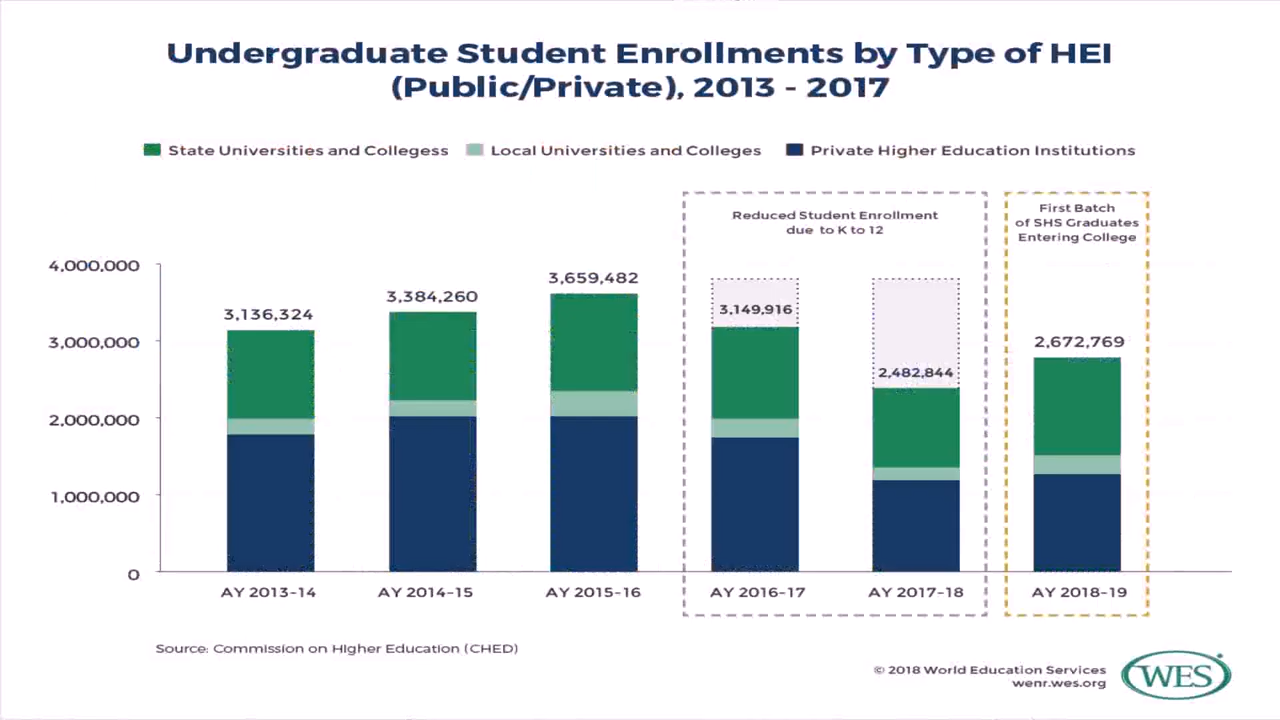 Undergraduate Student Enrollments by Type of HEI
(Public/Private), 2013 - 2017
State Universities and Collegess
Local Universities and Colleges
Private Higher Education Institutions
Reduced Student Enrollment
due to K to 12
First Batch
of SHS Graduates
Entering College
4,000,000
3,000,000
2,000,000
1,000,000
0
3,136,324
3,384,260
3,659,482
3,149,916
2,482,844
2,672,769
AY 2013-14
AY 2014-15
AY 2015-16
AY 2016-17
AY 2017-18
AY 2018-19
Source: Commission on Higher Education (CHED)
© 2018 World Education Services
wenr.wes.org
WES